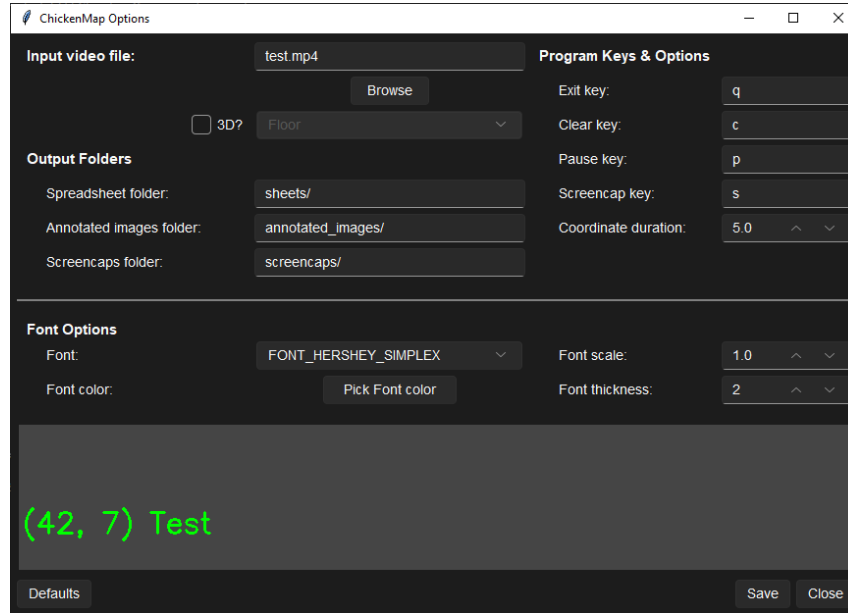 ChickenMap Options
Input video file: test.mp4
Browse
3D? Floor
Output Folders
Spreadsheet folder: sheets/
Annotated images folder: annotated_images/
Screencaps folder: screencaps/
Program Keys & Options
Exit key: q
Clear key: c
Pause key: p
Screencap key: s
Coordinate duration: 5.0
Font Options
Font: FONT_HERSHEY_SIMPLEX
Font scale: 1.0
Font color: Pick Font color
Font thickness: 2
(42, 7) Test
Defaults
Save Close